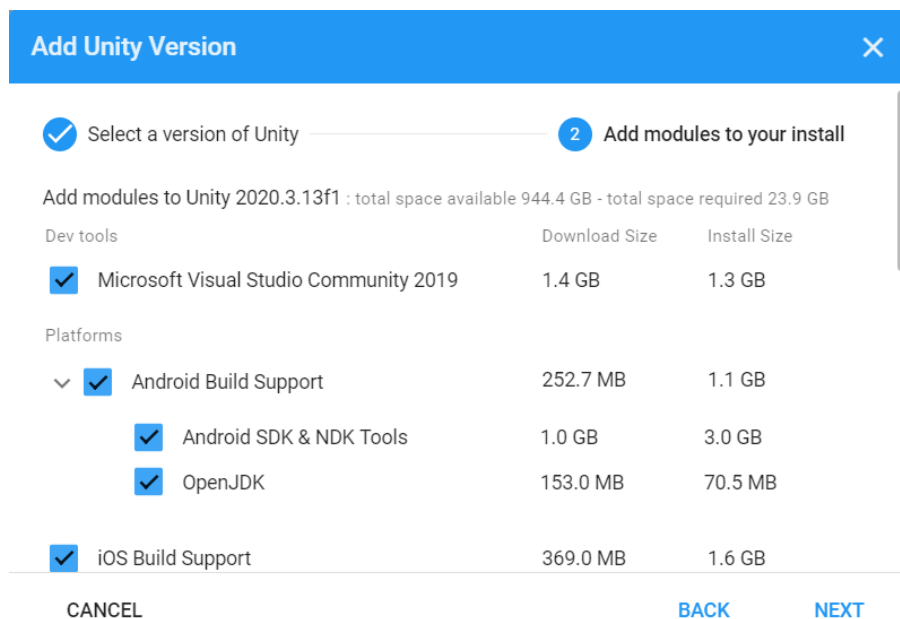 Add Unity Version
Select a version of Unity
2
Add modules to your install
Add modules to Unity 2020.3.13f1 : total space available 944.4 GB - total space required 23.9 GB
Dev tools Download Size Install Size
Microsoft Visual Studio Community 2019 1.4 GB 1.3 GB
Platforms
Android Build Support 252.7 MB 1.1 GB
Android SDK & NDK Tools 1.0 GB 3.0 GB
OpenJDK 153.0 MB 70.5 MB
iOS Build Support 369.0 MB 1.6 GB
CANCEL BACK NEXT